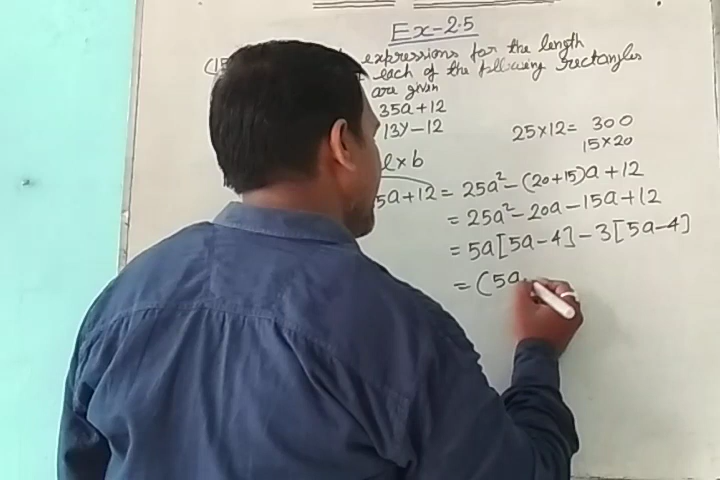 Ex-2.5
(15 expressions for the length
each of the following rectangles
are given
35a+12
13y-12
25×12= 300
15×20
l×b
5a+12 = 25a²-(20+15)a+12
= 25a²-20a-15a+12
= 5a[5a-4]-3[5a-4]
= (5a